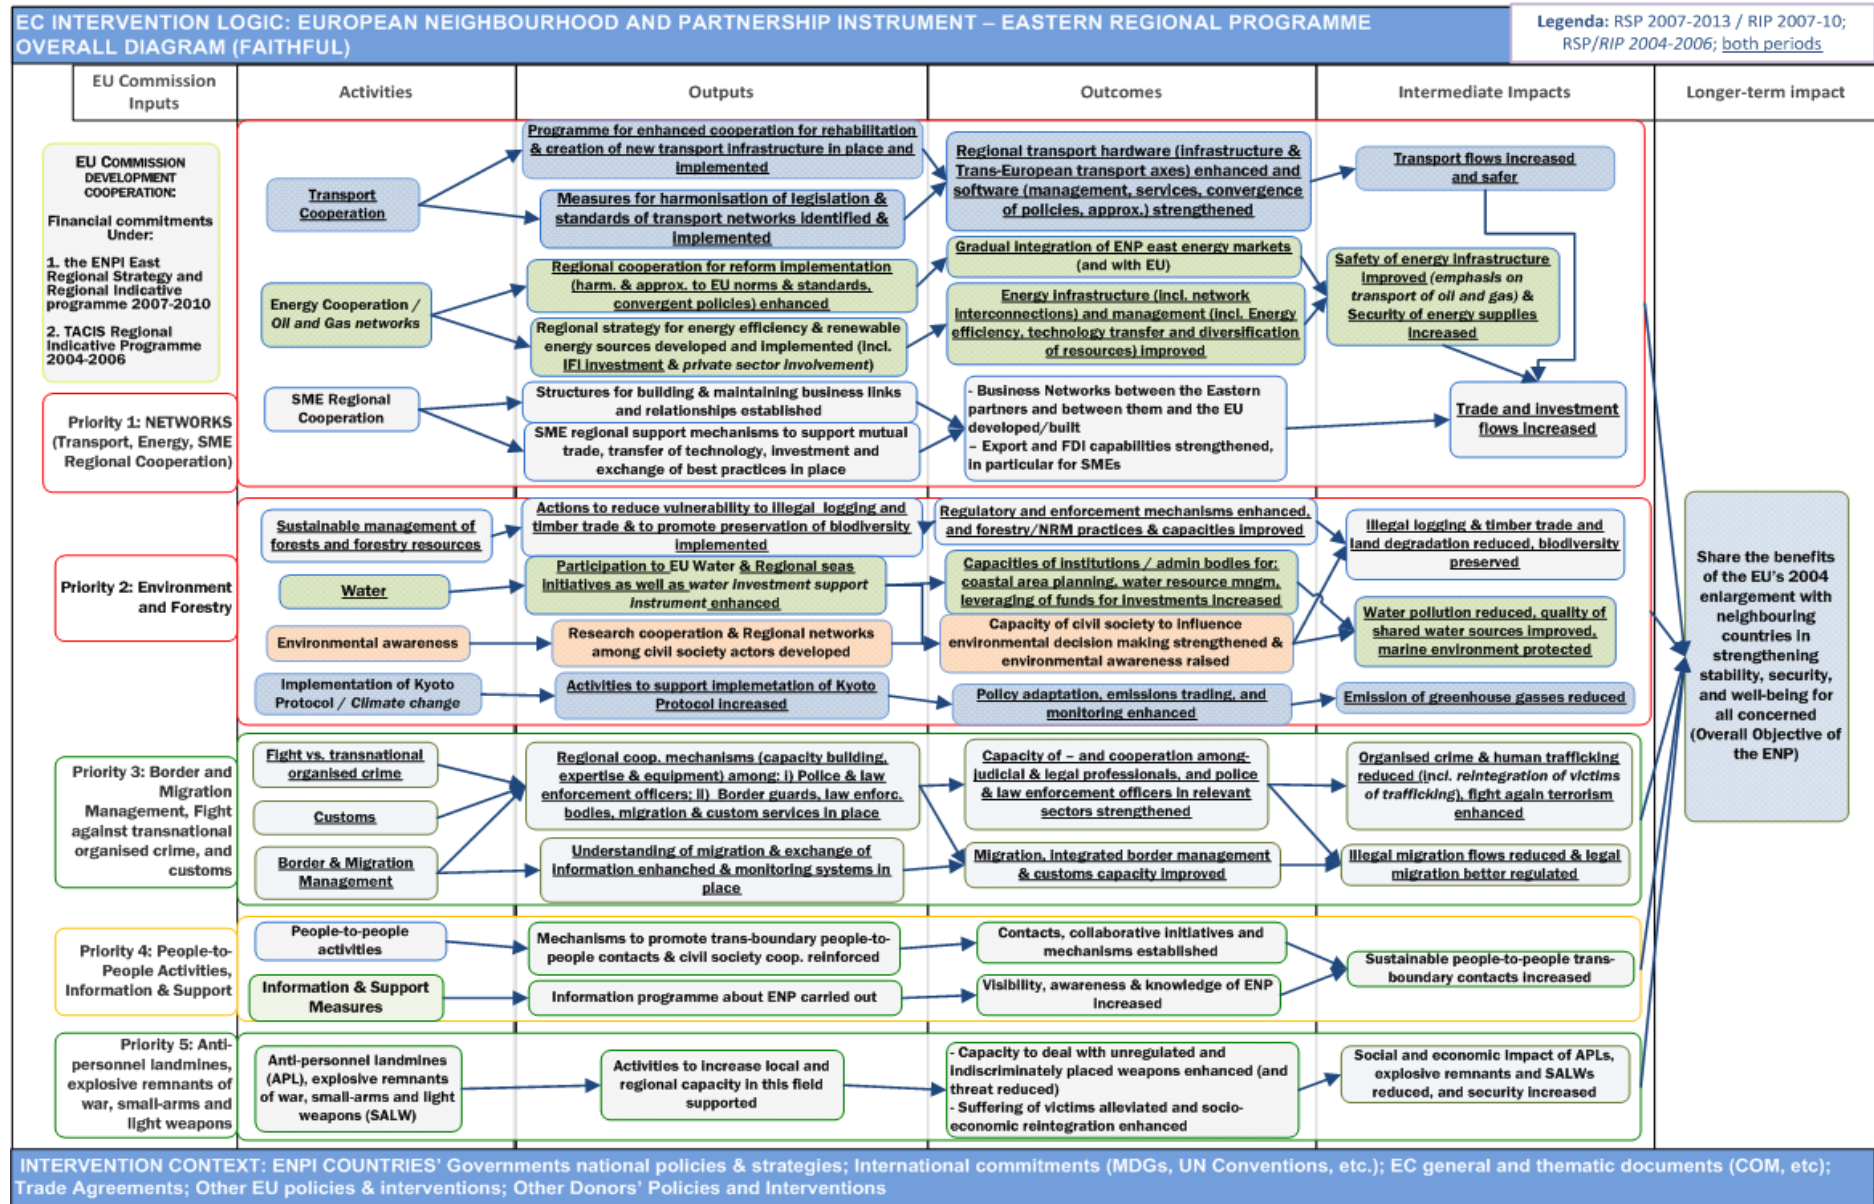 EC INTERVENTION LOGIC: EUROPEAN NEIGHBOURHOOD AND PARTNERSHIP INSTRUMENT – EASTERN REGIONAL PROGRAMME
OVERALL DIAGRAM (FAITHFUL)
Legenda: RSP 2007-2013 / RIP 2007-10;
RSP/RIP 2004-2006; both periods
EU Commission
Inputs
Activities
Outputs
Outcomes
Intermediate Impacts
Longer-term impact
EU COMMISSION
DEVELOPMENT
COOPERATION:
Financial commitments
Under:
1. the ENPI East
Regional Strategy and
Regional Indicative
programme 2007-2010
2. TACIS Regional
Indicative Programme
2004-2006
Priority 1: NETWORKS
(Transport, Energy, SME
Regional Cooperation)
Transport
Cooperation
Programme for enhanced cooperation for rehabilitation
& creation of new transport infrastructure in place and
implemented
Measures for harmonisation of legislation &
standards of transport networks identified &
implemented
Regional transport hardware (infrastructure &
Trans-European transport axes) enhanced and
software (management, services, convergence
of policies, approx.) strengthened
Transport flows increased
and safer
Energy Cooperation /
Oil and Gas networks
Regional cooperation for reform implementation
(harm. & approx. to EU norms & standards,
convergent policies) enhanced
Regional strategy for energy efficiency & renewable
energy sources developed and implemented (incl.
IFI investment & private sector involvement)
Gradual integration of ENP east energy markets
(and with EU)
Energy infrastructure (incl. network
interconnections) and management (incl. Energy
efficiency, technology transfer and diversification
of resources) improved
Safety of energy infrastructure
improved (emphasis on
transport of oil and gas) &
Security of energy supplies
increased
SME Regional
Cooperation
Structures for building & maintaining business links
and relationships established
SME regional support mechanisms to support mutual
trade, transfer of technology, investment and
exchange of best practices in place
- Business Networks between the Eastern
partners and between them and the EU
developed/built
– Export and FDI capabilities strengthened,
in particular for SMEs
Trade and investment
flows increased
Priority 2: Environment
and Forestry
Sustainable management of
forests and forestry resources
Actions to reduce vulnerability to illegal logging and
timber trade & to promote preservation of biodiversity
implemented
Regulatory and enforcement mechanisms enhanced,
and forestry/NRM practices & capacities improved
Illegal logging & timber trade and
land degradation reduced, biodiversity
preserved
Water
Participation to EU Water & Regional seas
initiatives as well as water investment support
instrument enhanced
Capacities of institutions / admin bodies for:
coastal area planning, water resource mngm,
leveraging of funds for investments increased
Water pollution reduced, quality of
shared water sources improved,
marine environment protected
Environmental awareness
Research cooperation & Regional networks
among civil society actors developed
Capacity of civil society to influence
environmental decision making strengthened &
environmental awareness raised
Implementation of Kyoto
Protocol / Climate change
Activities to support implemetation of Kyoto
Protocol increased
Policy adaptation, emissions trading, and
monitoring enhanced
Emission of greenhouse gasses reduced
Priority 3: Border and
Migration
Management, Fight
against transnational
organised crime, and
customs
Fight vs. transnational
organised crime
Customs
Border & Migration
Management
Regional coop. mechanisms (capacity building,
expertise & equipment) among: i) Police & law
enforcement officers; ii) Border guards, law enforc.
bodies, migration & custom services in place
Understanding of migration & exchange of
information enhanched & monitoring systems in
place
Capacity of – and cooperation among-
judicial & legal professionals, and police
& law enforcement officers in relevant
sectors strengthened
Migration, integrated border management
& customs capacity improved
Organised crime & human trafficking
reduced (incl. reintegration of victims
of trafficking), fight again terrorism
enhanced
Illegal migration flows reduced & legal
migration better regulated
Priority 4: People-to-
People Activities,
Information & Support
People-to-people
activities
Mechanisms to promote trans-boundary people-to-
people contacts & civil society coop. reinforced
Contacts, collaborative initiatives and
mechanisms established
Information & Support
Measures
Information programme about ENP carried out
Visibility, awareness & knowledge of ENP
increased
Sustainable people-to-people trans-
boundary contacts increased
Priority 5: Anti-
personnel landmines,
explosive remnants of
war, small-arms and
light weapons
Anti-personnel landmines
(APL), explosive remnants
of war, small-arms and light
weapons (SALW)
Activities to increase local and
regional capacity in this field
supported
- Capacity to deal with unregulated and
indiscriminately placed weapons enhanced (and
threat reduced)
- Suffering of victims alleviated and socio-
economic reintegration enhanced
Social and economic impact of APLs,
explosive remnants and SALWs
reduced, and security increased
Share the benefits
of the EU's 2004
enlargement with
neighbouring
countries in
strengthening
stability, security,
and well-being for
all concerned
(Overall Objective of
the ENP)
INTERVENTION CONTEXT: ENPI COUNTRIES' Governments national policies & strategies; International commitments (MDGs, UN Conventions, etc.); EC general and thematic documents (COM, etc);
Trade Agreements; Other EU policies & interventions; Other Donors' Policies and Interventions